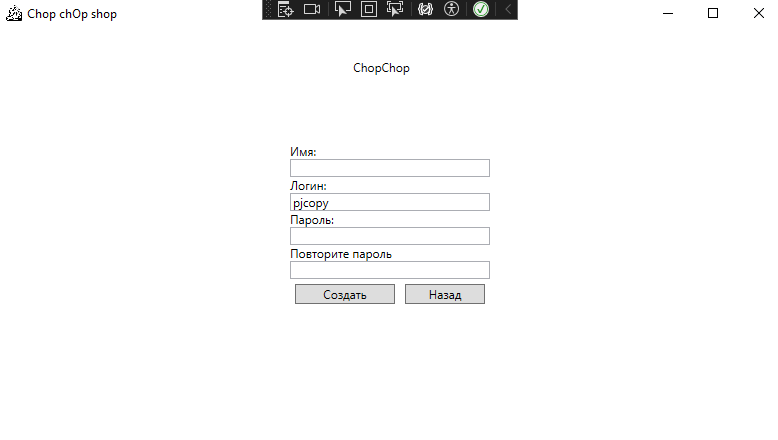 Chop chOp shop
ChopChop
Имя:
Логин:
pjcopy
Пароль:
Повторите пароль
Создать Назад